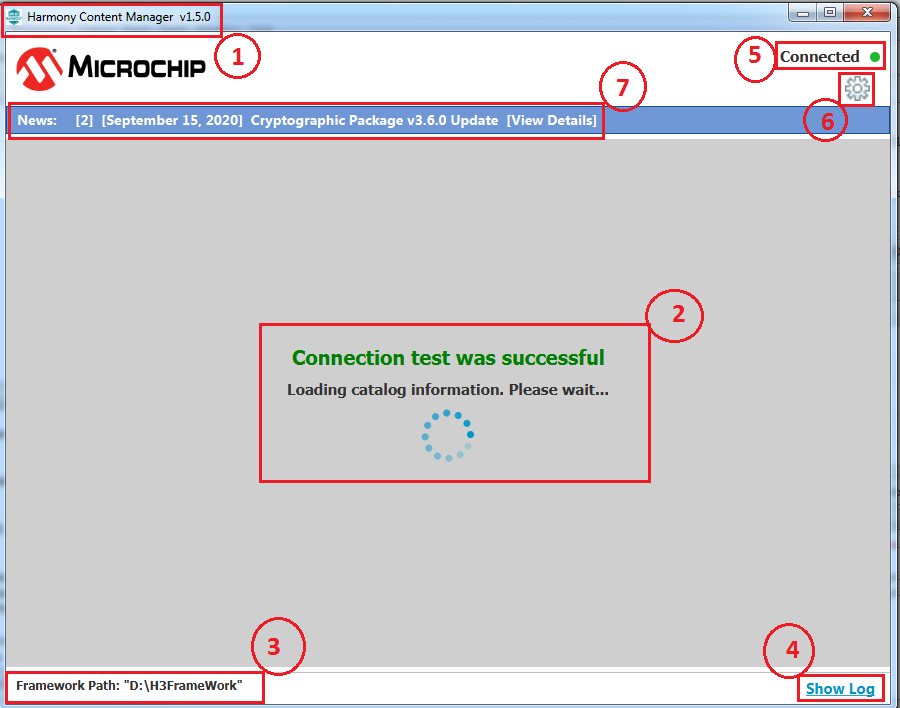 Harmony Content Manager v1.5.0
1
MICROCHIP
5
Connected
7
6
News: [2] [September 15, 2020] Cryptographic Package v3.6.0 Update [View Details]
2
Connection test was successful
Loading catalog information. Please wait...
3
4
Framework Path: "D:\H3FrameWork"
Show Log